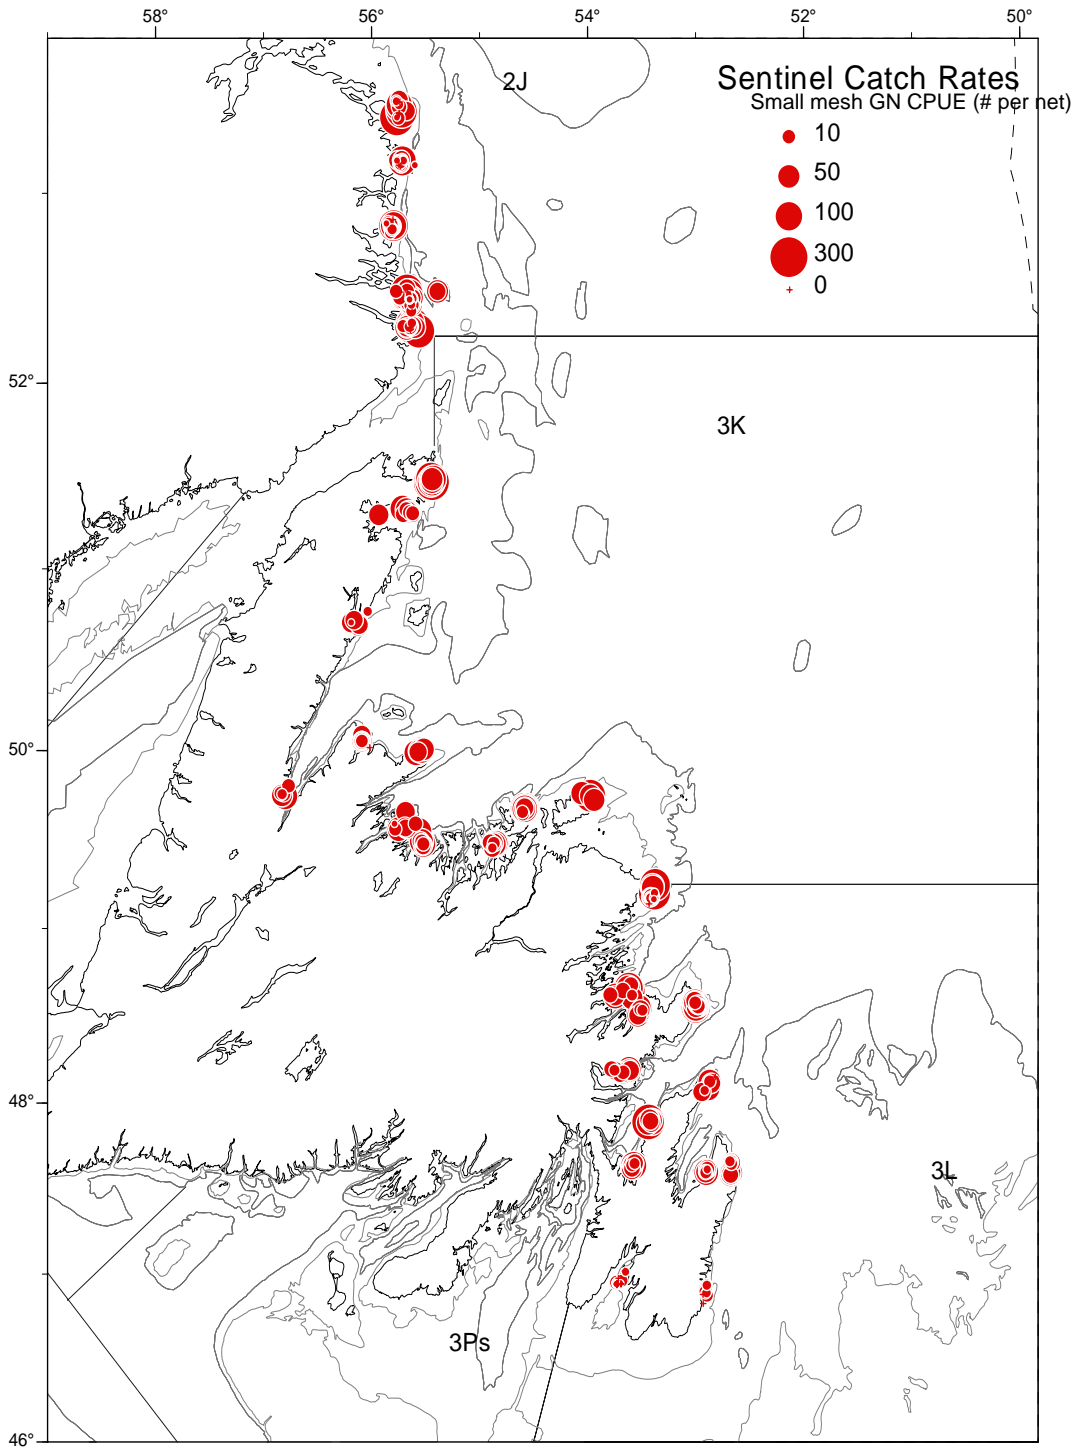 58° 56° 54° 52° 50°
2J
Sentinel Catch Rates
Small mesh GN CPUE (# per net)
10
50
100
300
0
52°
3K
50°
48°
3L
3Ps
46°